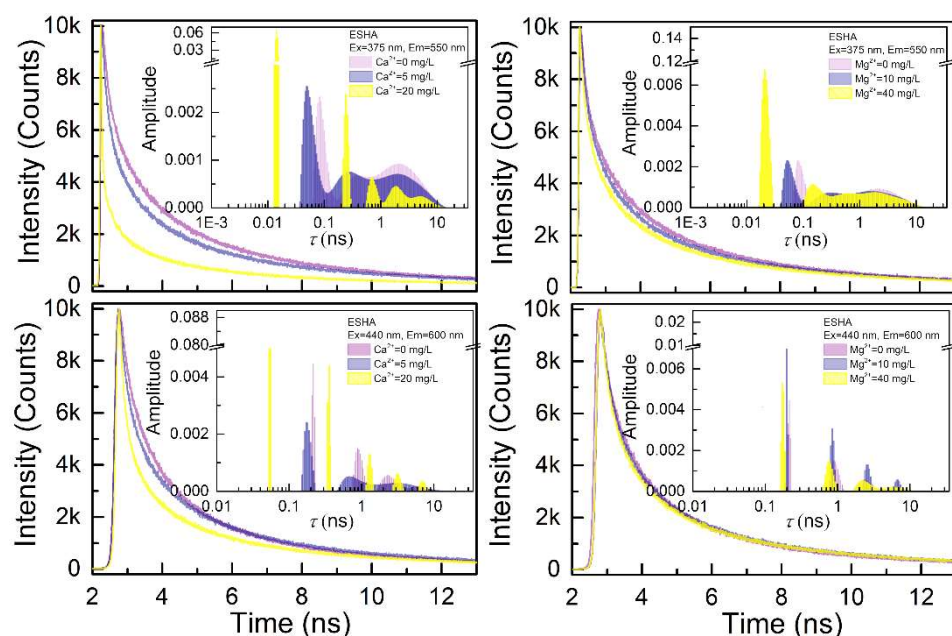 10k
8k
6k
4k
2k
0
Intensity (Counts)
0.06
0.03
0.002
0.001
0.000
Amplitude
ESHA
Ex=375 nm, Em=550 nm
Ca²⁺=0 mg/L
Ca²⁺=5 mg/L
Ca²⁺=20 mg/L
1E-3 0.01 0.1 1 10
τ (ns)
10k
8k
6k
4k
2k
0
Intensity (Counts)
0.14
0.12
0.006
0.004
0.002
0.000
Amplitude
ESHA
Ex=375 nm, Em=550 nm
Mg²⁺=0 mg/L
Mg²⁺=10 mg/L
Mg²⁺=40 mg/L
1E-3 0.01 0.1 1 10
τ (ns)
10k
8k
6k
4k
2k
0
Intensity (Counts)
0.088
0.080
0.004
0.002
0.000
Amplitude
ESHA
Ex=440 nm, Em=600 nm
Ca²⁺=0 mg/L
Ca²⁺=5 mg/L
Ca²⁺=20 mg/L
0.01 0.1 1 10
τ (ns)
2 4 6 8 10 12
Time (ns)
10k
8k
6k
4k
2k
0
Intensity (Counts)
0.02
0.01
0.006
0.004
0.002
0.000
Amplitude
ESHA
Ex=440 nm, Em=600 nm
Mg²⁺=0 mg/L
Mg²⁺=10 mg/L
Mg²⁺=40 mg/L
0.01 0.1 1 10
τ (ns)
2 4 6 8 10 12
Time (ns)